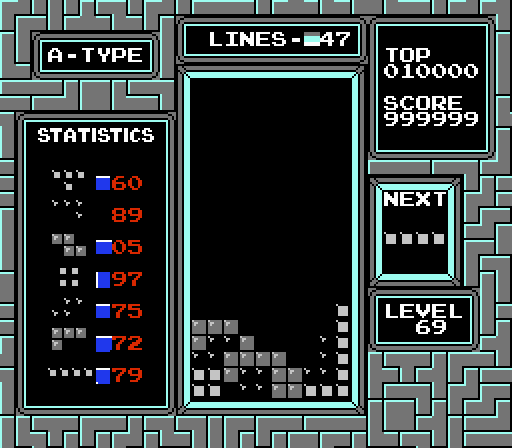 A-TYPE
LINES-■47
TOP
010000
SCORE
999999
STATISTICS
60
89
05
97
75
72
79
NEXT
LEVEL
69